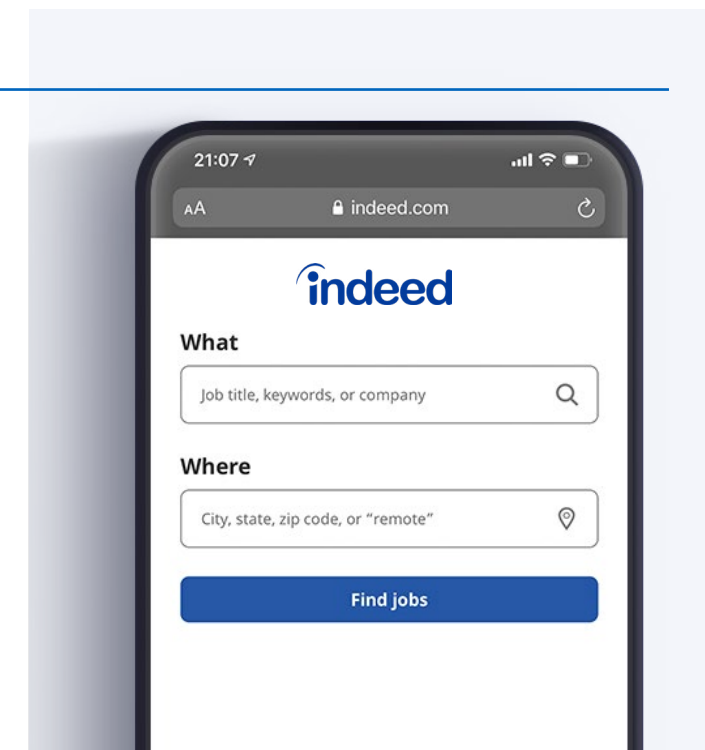 21:07
AA indeed.com
indeed
What
Job title, keywords, or company
Where
City, state, zip code, or “remote”
Find jobs